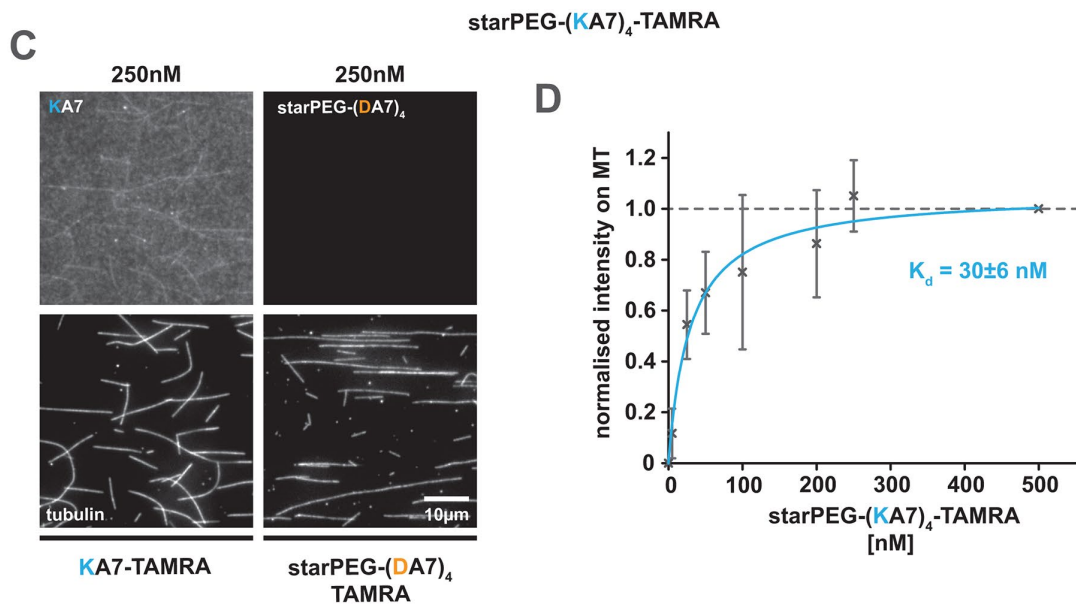 starPEG-(KA7)4-TAMRA
C
250nM
250nM
KA7
starPEG-(DA7)4
tubulin
10µm
KA7-TAMRA
starPEG-(DA7)4
TAMRA
D
normalised intensity on MT
1.2
1.0
0.8
0.6
0.4
0.2
0
Kd = 30±6 nM
0
100
200
300
400
500
starPEG-(KA7)4-TAMRA
[nM]